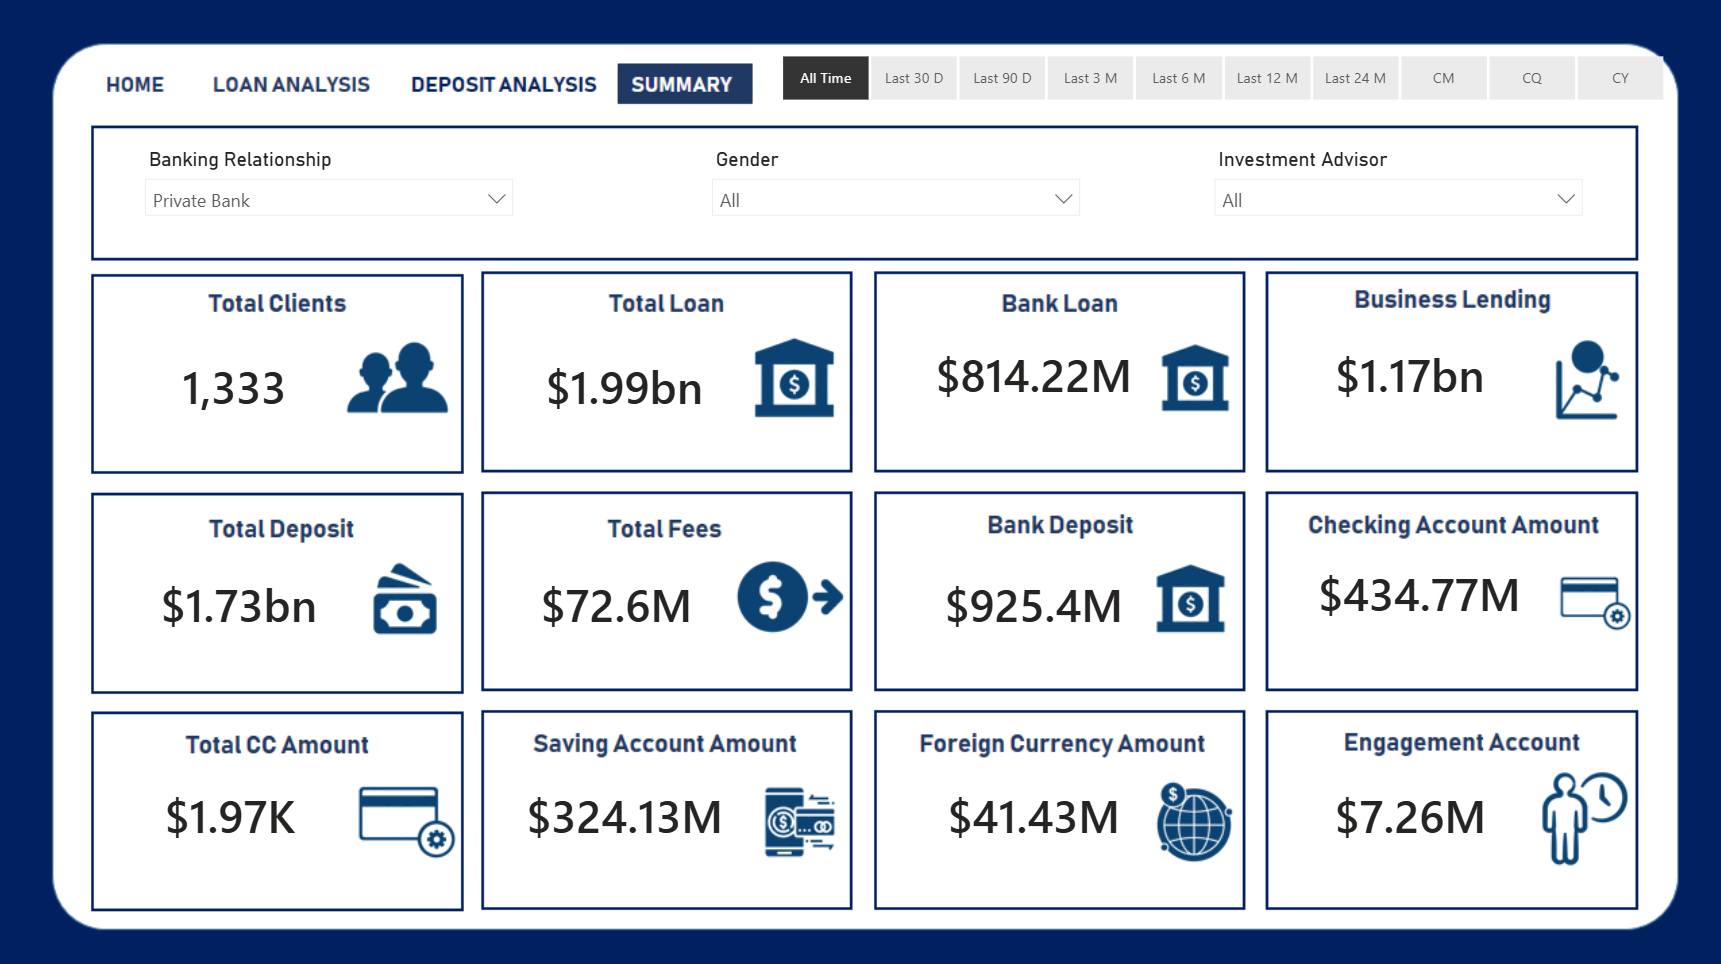 HOME
LOAN ANALYSIS
DEPOSIT ANALYSIS
SUMMARY
All Time
Last 30 D
Last 90 D
Last 3 M
Last 6 M
Last 12 M
Last 24 M
CM
CQ
CY
Banking Relationship
Private Bank
Gender
All
Investment Advisor
All
Total Clients
1,333
Total Loan
$1.99bn
$
Bank Loan
$814.22M
$
Business Lending
$1.17bn
Total Deposit
$1.73bn
Total Fees
$72.6M
$
Bank Deposit
$925.4M
$
Checking Account Amount
$434.77M
Total CC Amount
$1.97K
Saving Account Amount
$324.13M
$
Foreign Currency Amount
$41.43M
$
Engagement Account
$7.26M